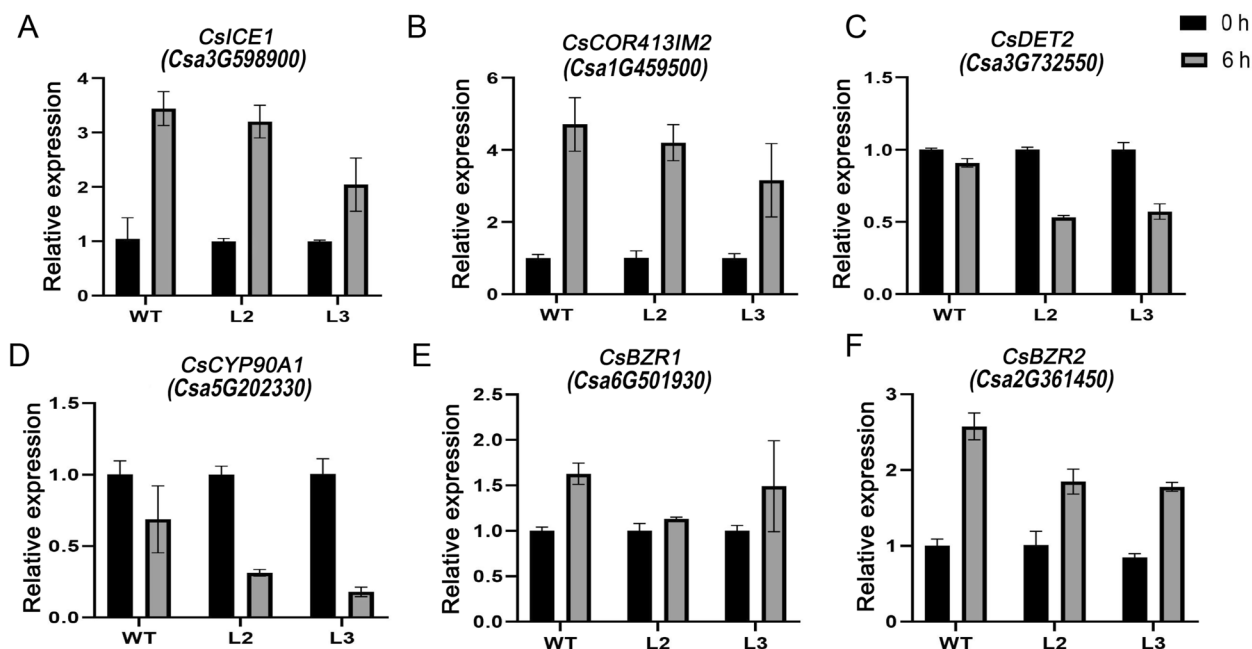 A
CsICE1
(Csa3G598900)
Relative expression
4
3
2
1
0
WT
L2
L3
B
CsCOR413IM2
(Csa1G459500)
Relative expression
6
4
2
0
WT
L2
L3
C
CsDET2
(Csa3G732550)
Relative expression
1.5
1.0
0.5
0.0
WT
L2
L3
0 h
6 h
D
CsCYP90A1
(Csa5G202330)
Relative expression
1.5
1.0
0.5
0.0
WT
L2
L3
E
CsBZR1
(Csa6G501930)
Relative expression
2.5
2.0
1.5
1.0
0.5
0.0
WT
L2
L3
F
CsBZR2
(Csa2G361450)
Relative expression
3
2
1
0
WT
L2
L3